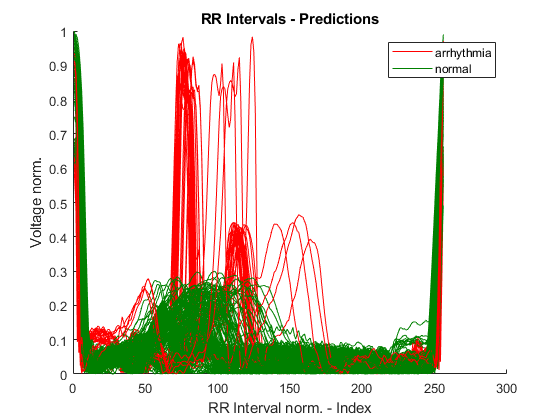 RR Intervals - Predictions
arrhythmia
normal
1
0.9
0.8
0.7
0.6
0.5
0.4
0.3
0.2
0.1
0
Voltage norm.
0 50 100 150 200 250 300
RR Interval norm. - Index